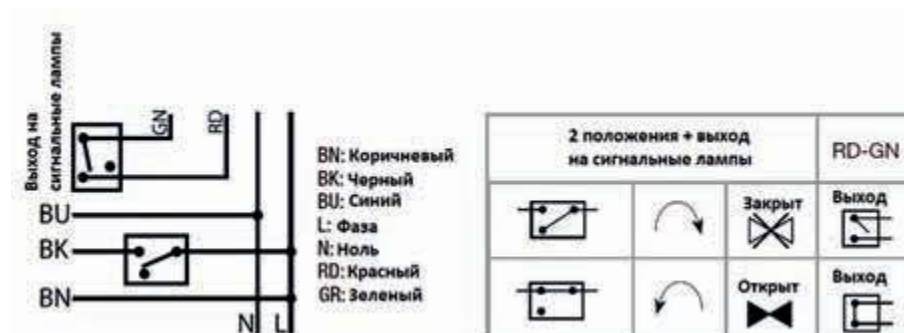 Выход на
сигнальные лампы
GN
RD
BU
BK
BN
N
L
BN: Коричневый
BK: Черный
BU: Синий
L: Фаза
N: Ноль
RD: Красный
GR: Зеленый
2 положения + выход
на сигнальные лампы
RD-GN
Закрыт
Выход
Открыт
Выход